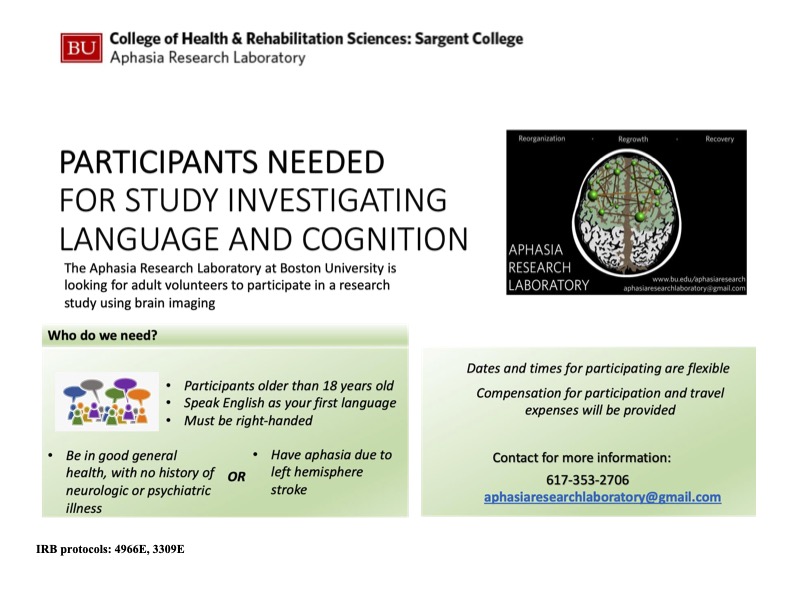 BU
College of Health & Rehabilitation Sciences: Sargent College
Aphasia Research Laboratory
PARTICIPANTS NEEDED
FOR STUDY INVESTIGATING
LANGUAGE AND COGNITION
The Aphasia Research Laboratory at Boston University is
looking for adult volunteers to participate in a research
study using brain imaging
Reorganization · Regrowth · Recovery
APHASIA
RESEARCH
LABORATORY
www.bu.edu/aphasiaresearch
aphasiaresearchlaboratory@gmail.com
Who do we need?
• Participants older than 18 years old
• Speak English as your first language
• Must be right-handed
• Be in good general
health, with no history of
neurologic or psychiatric
illness
OR
• Have aphasia due to
left hemisphere
stroke
Dates and times for participating are flexible
Compensation for participation and travel
expenses will be provided
Contact for more information:
617-353-2706
aphasiaresearchlaboratory@gmail.com
IRB protocols: 4966E, 3309E